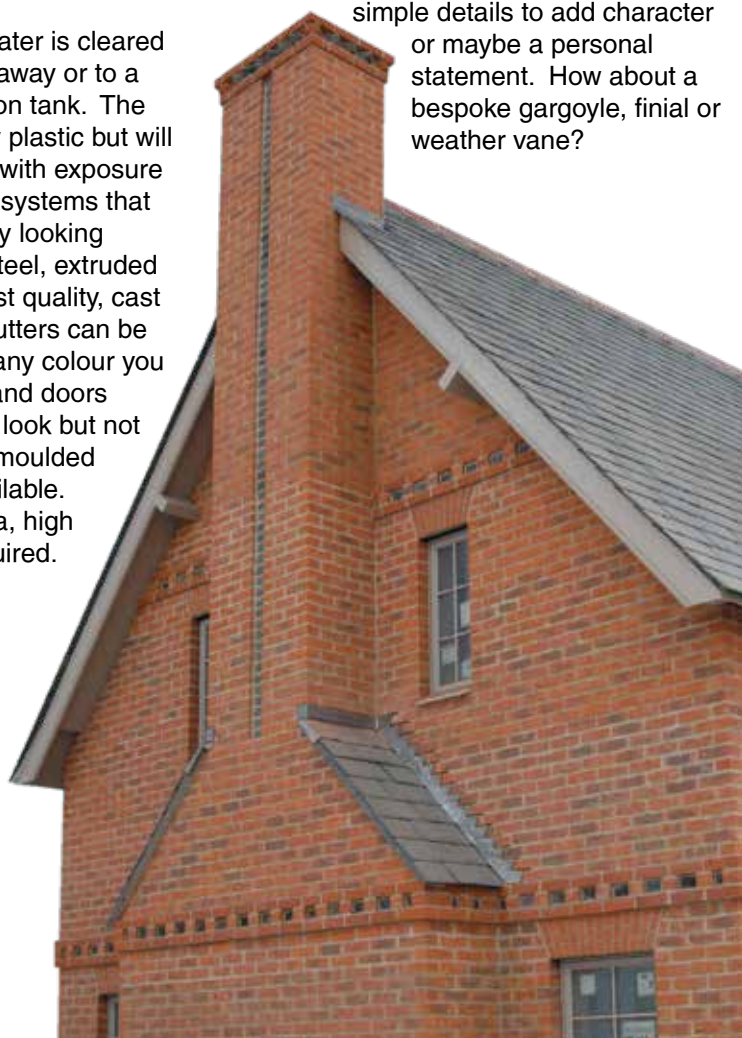 ater is cleared
away or to a
on tank. The
plastic but will
with exposure
systems that
y looking
teel, extruded
st quality, cast
utters can be
any colour you
and doors
look but not
moulded
ilable.
a, high
uired.
simple details to add character
or maybe a personal
statement. How about a
bespoke gargoyle, finial or
weather vane?